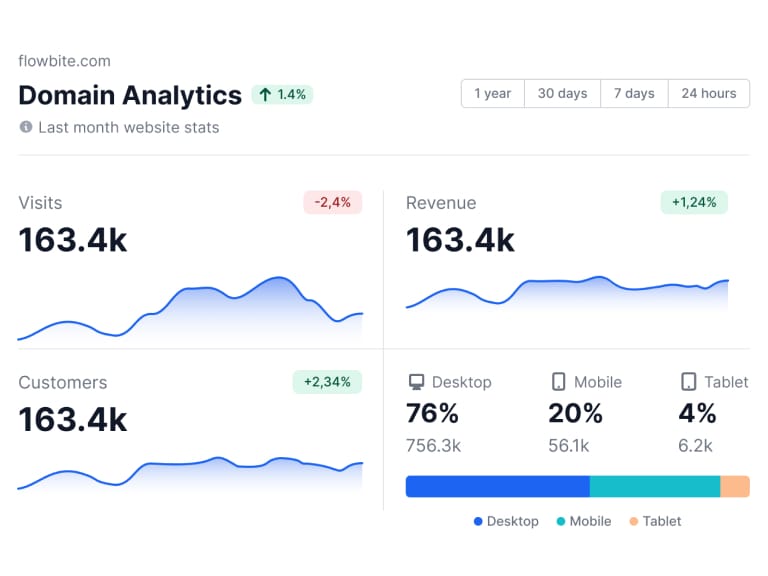 flowbite.com
Domain Analytics 1.4%
Last month website stats
1 year 30 days 7 days 24 hours
Visits -2,4%
163.4k
Revenue +1,24%
163.4k
Customers +2,34%
163.4k
Desktop Mobile Tablet
76% 20% 4%
756.3k 56.1k 6.2k
Desktop Mobile Tablet